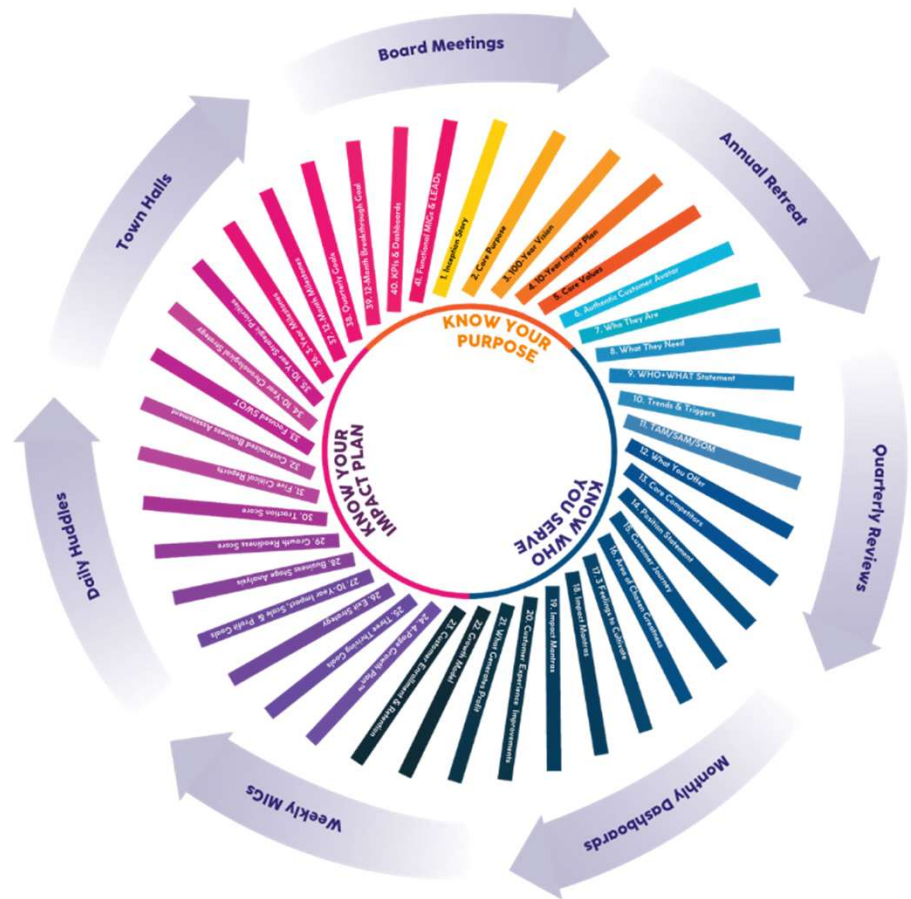 Board Meetings
Annual Retreat
Quarterly Reviews
Monthly Dashboards
Weekly MIGs
Daily Huddles
Town Halls
KNOW YOUR
PURPOSE
KNOW WHO
YOU SERVE
KNOW YOUR
IMPACT PLAN
1. Inception Story
2. Core Purpose
3. 100-Year Vision
4. 10-Year Impact Plan
5. Core Values
6. Authentic Customer Avatar
7. Who They Are
8. What They Need
9. WHO+WHAT Statement
10. Trends & Triggers
11. TAM/SAM/SOM
12. What You Offer
13. Core Competitors
14. Position Statement
15. Customer Journey
16. Area of Chosen Greatness
17. 3 Feelings to Cultivate
18. Impact Mantras
19. Impact Mantras
20. Customer Experience Improvements
21. What Generates Profit
22. Growth Model
23. Customer Enrollment & Retention
24. 4-Page Growth Plan™
25. Three Thriving Goals
26. Exit Strategy
27. 10-Year Impact, Scale & Profit Goals
28. Business Stage Analysis
29. Growth Readiness Score
30. Traction Score
31. Five Critical Reports
32. Customized Business Assessment
33. Focused SWOT
34. 10-Year Chronological Strategy
35. 10-Year Strategic Priorities
36. 3-Year Milestones
37. 12-Month Milestones
38. Quarterly Goals
39. 12-Month Breakthrough Goal
40. KPIs & Dashboards
41. Functional MIGs & LEADs